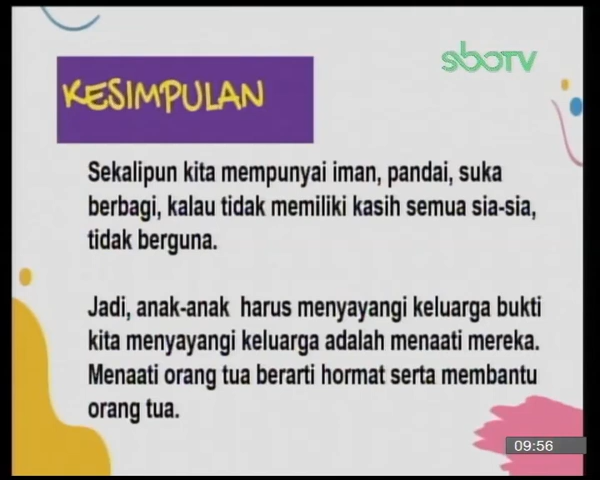 sboTV
KESIMPULAN
Sekalipun kita mempunyai iman, pandai, suka
berbagi, kalau tidak memiliki kasih semua sia-sia,
tidak berguna.
Jadi, anak-anak harus menyayangi keluarga bukti
kita menyayangi keluarga adalah menaati mereka.
Menaati orang tua berarti hormat serta membantu
orang tua.
09:56